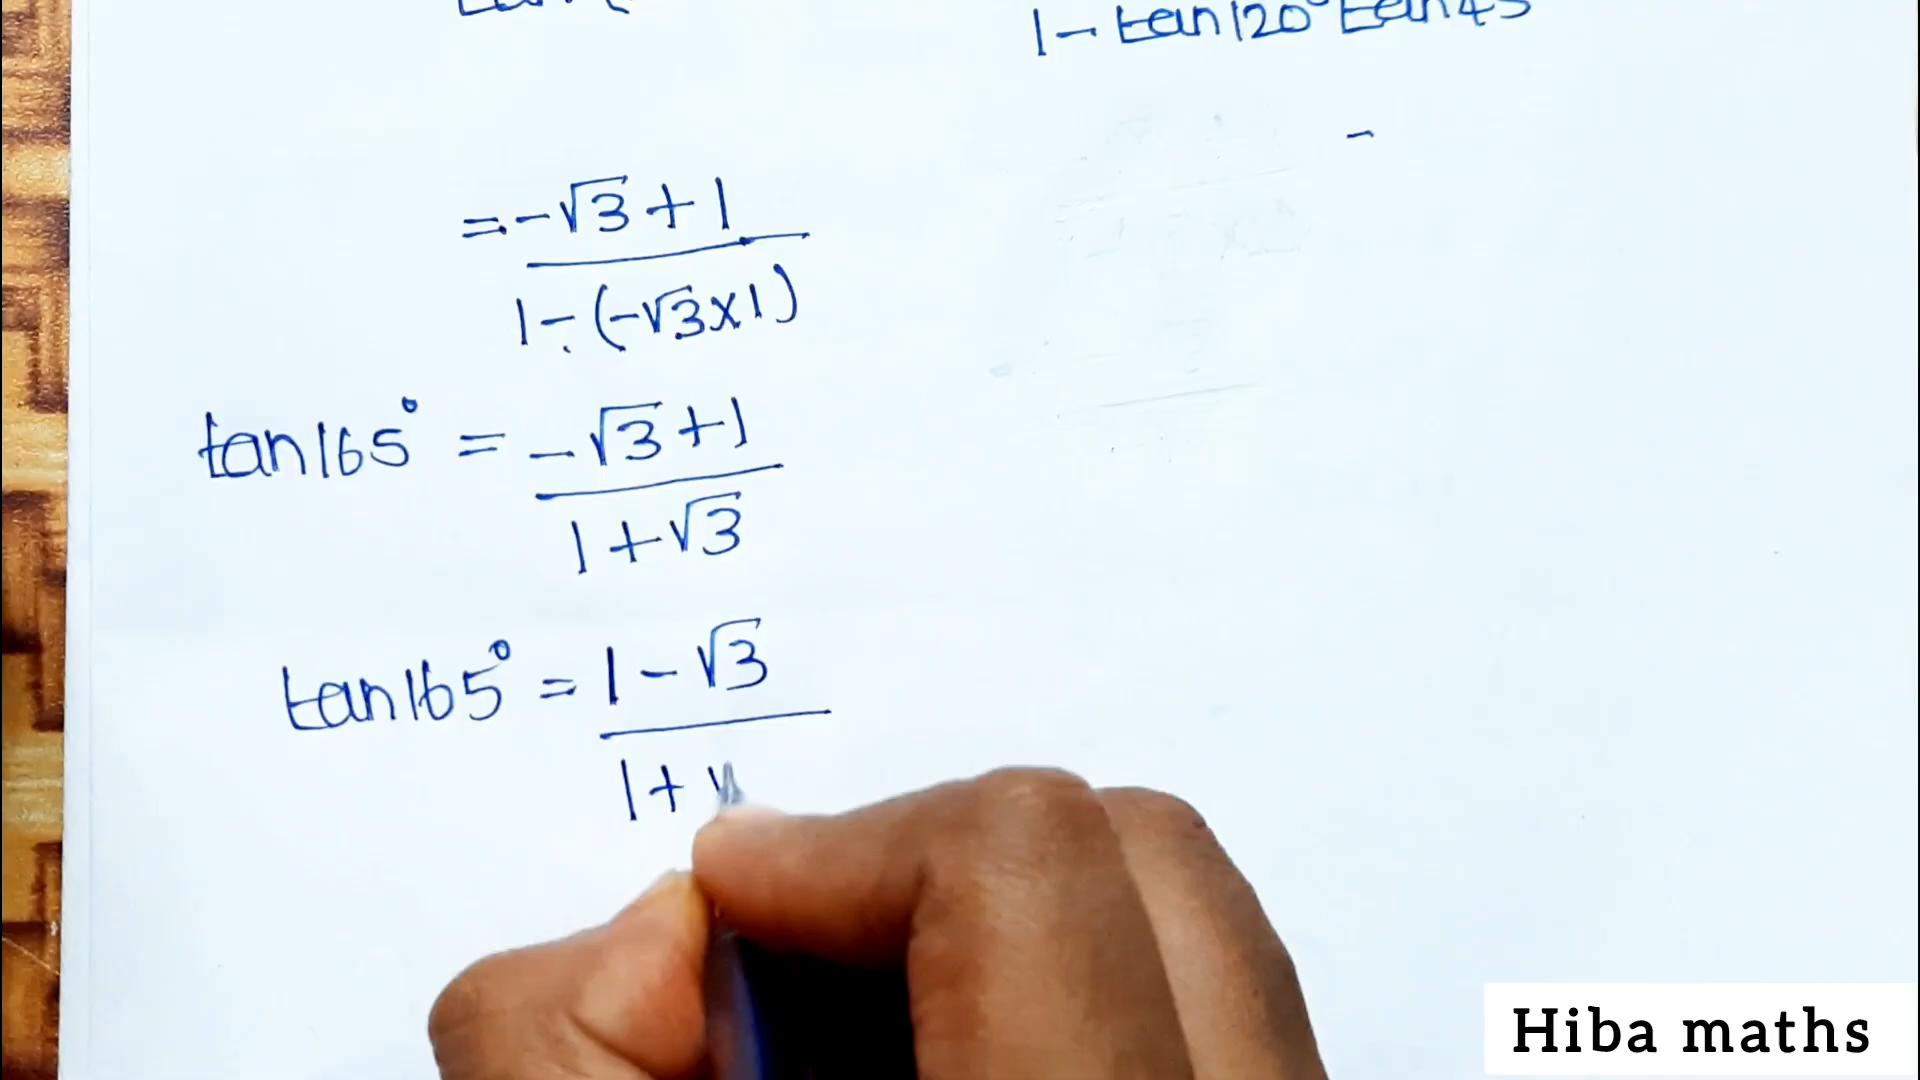 1 - tan120° tan45
-
= -√3 + 1
1 - (-√3 × 1)
tan165° = -√3 + 1
1 + √3
tan165° = 1 - √3
1 +
Hiba maths